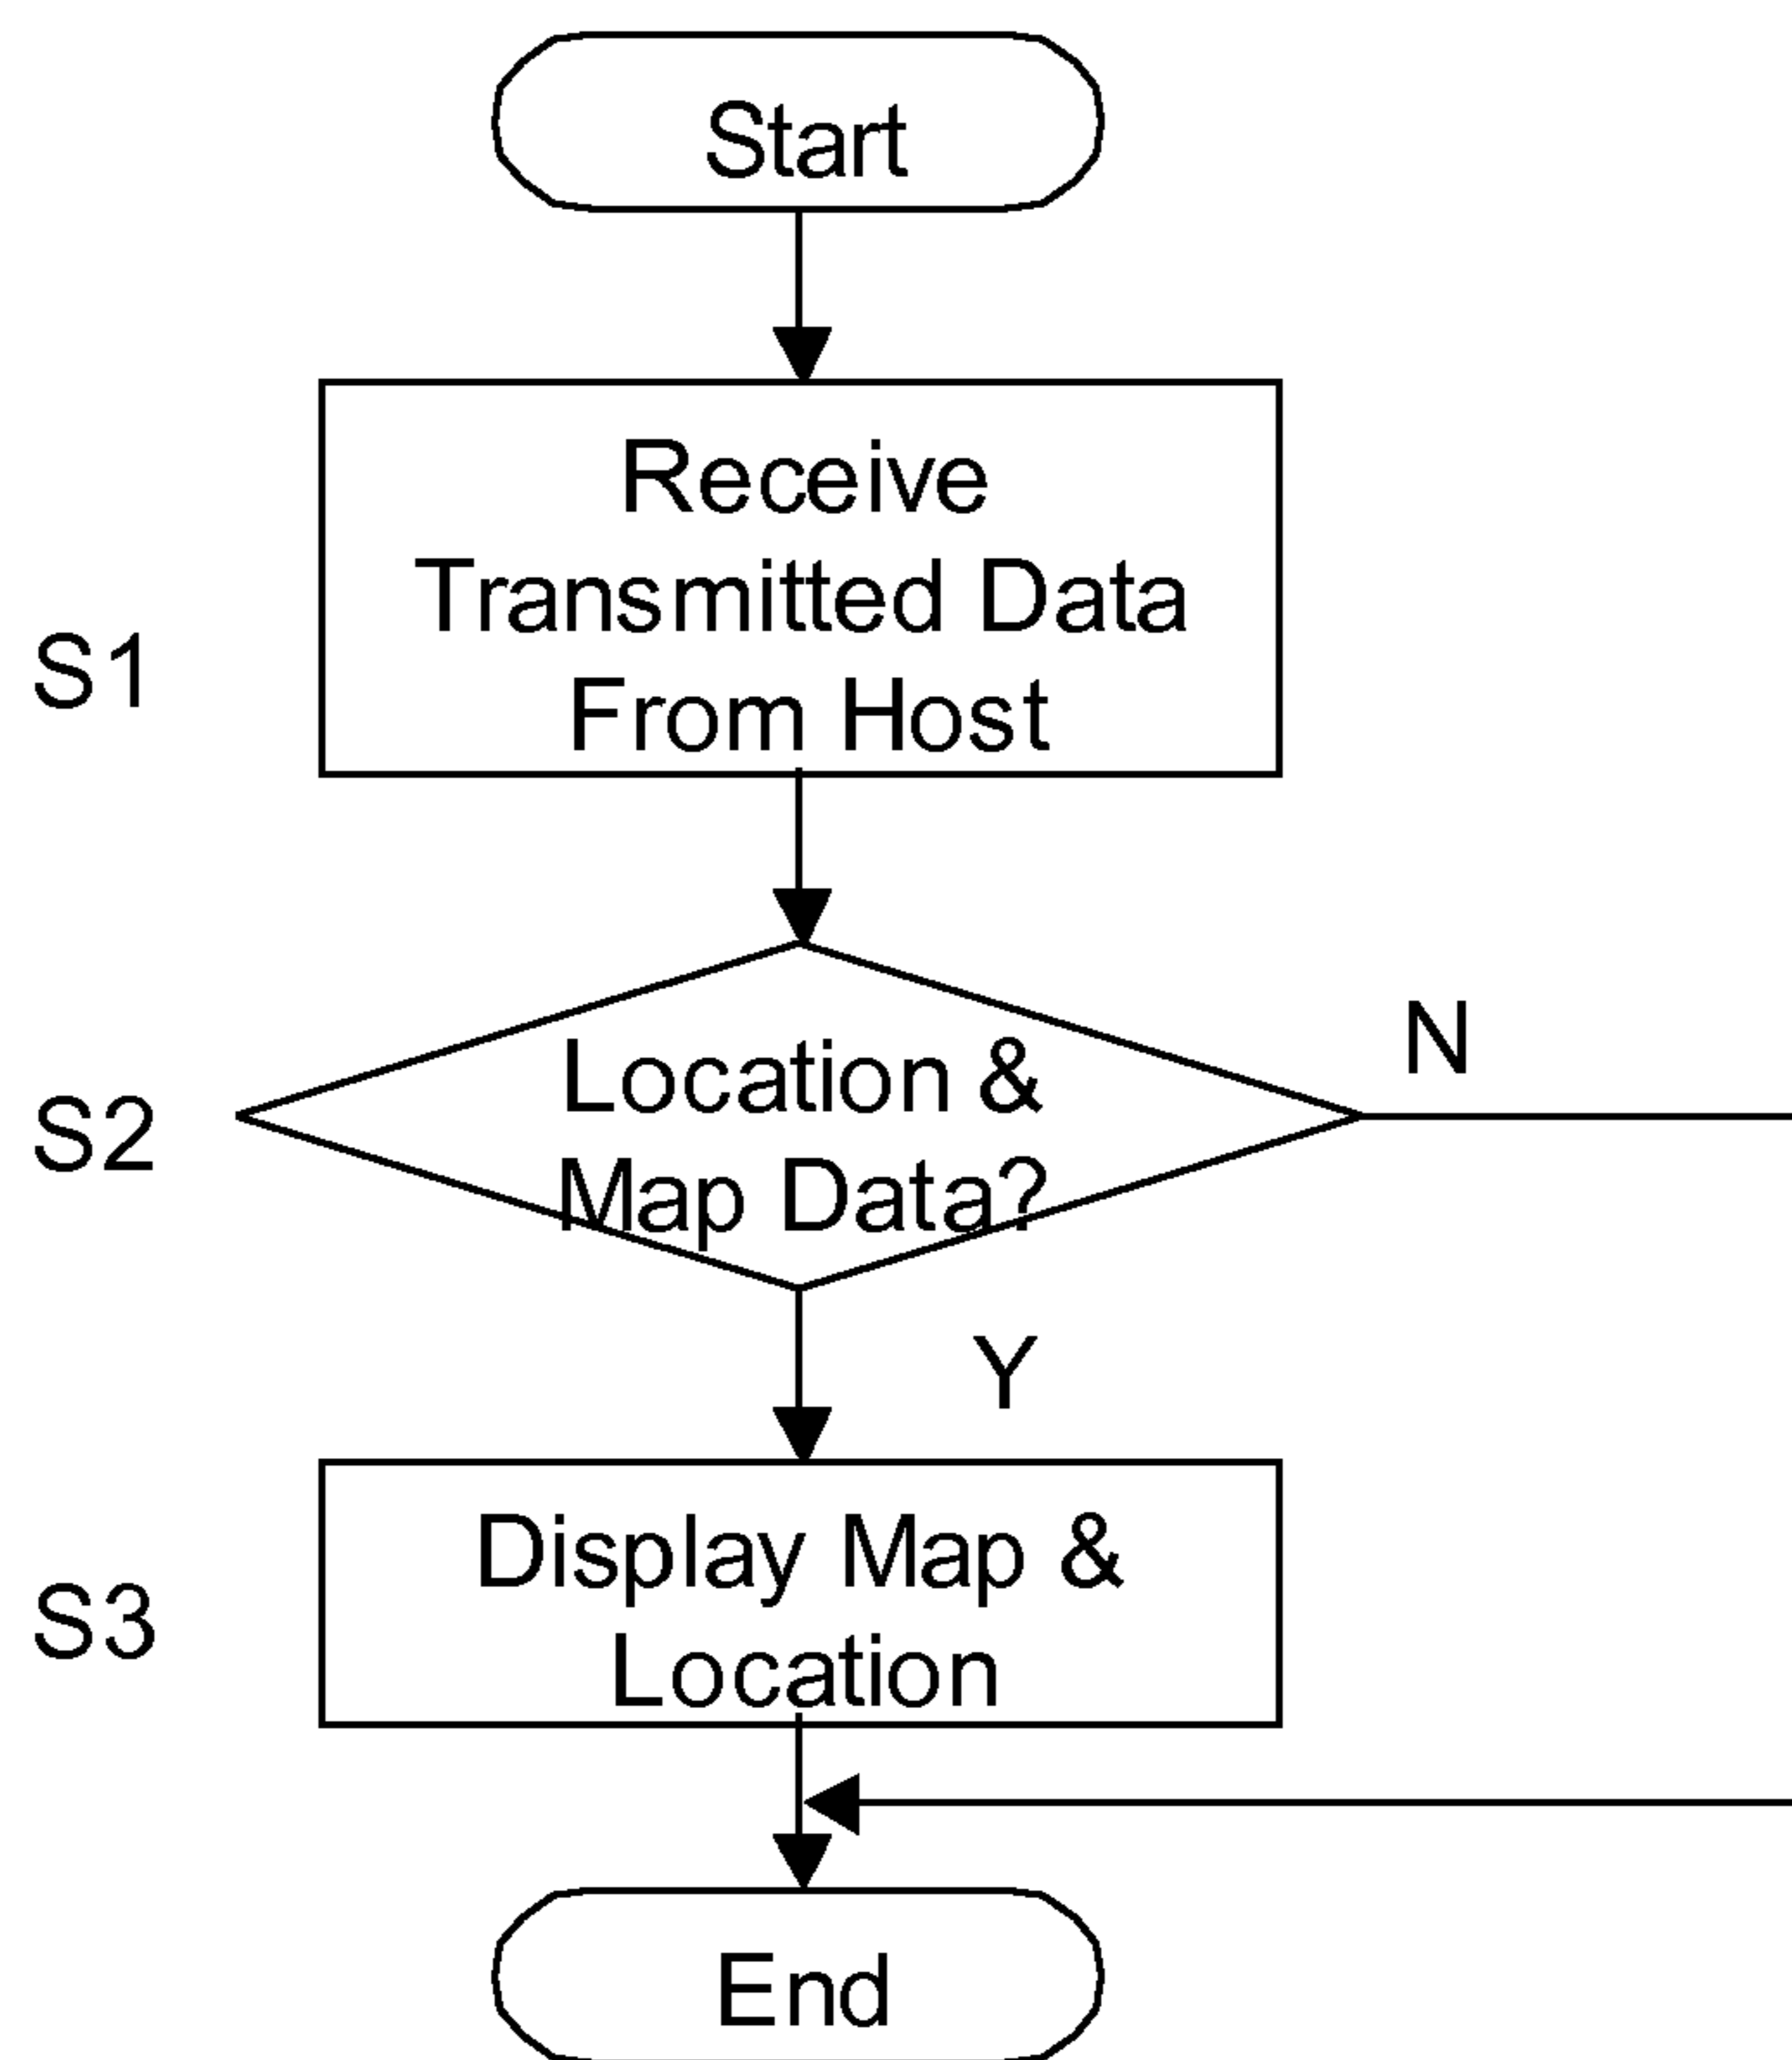 Start
Receive
Transmitted Data
From Host
S1
Location &
Map Data?
N
S2
Y
Display Map &
Location
S3
End